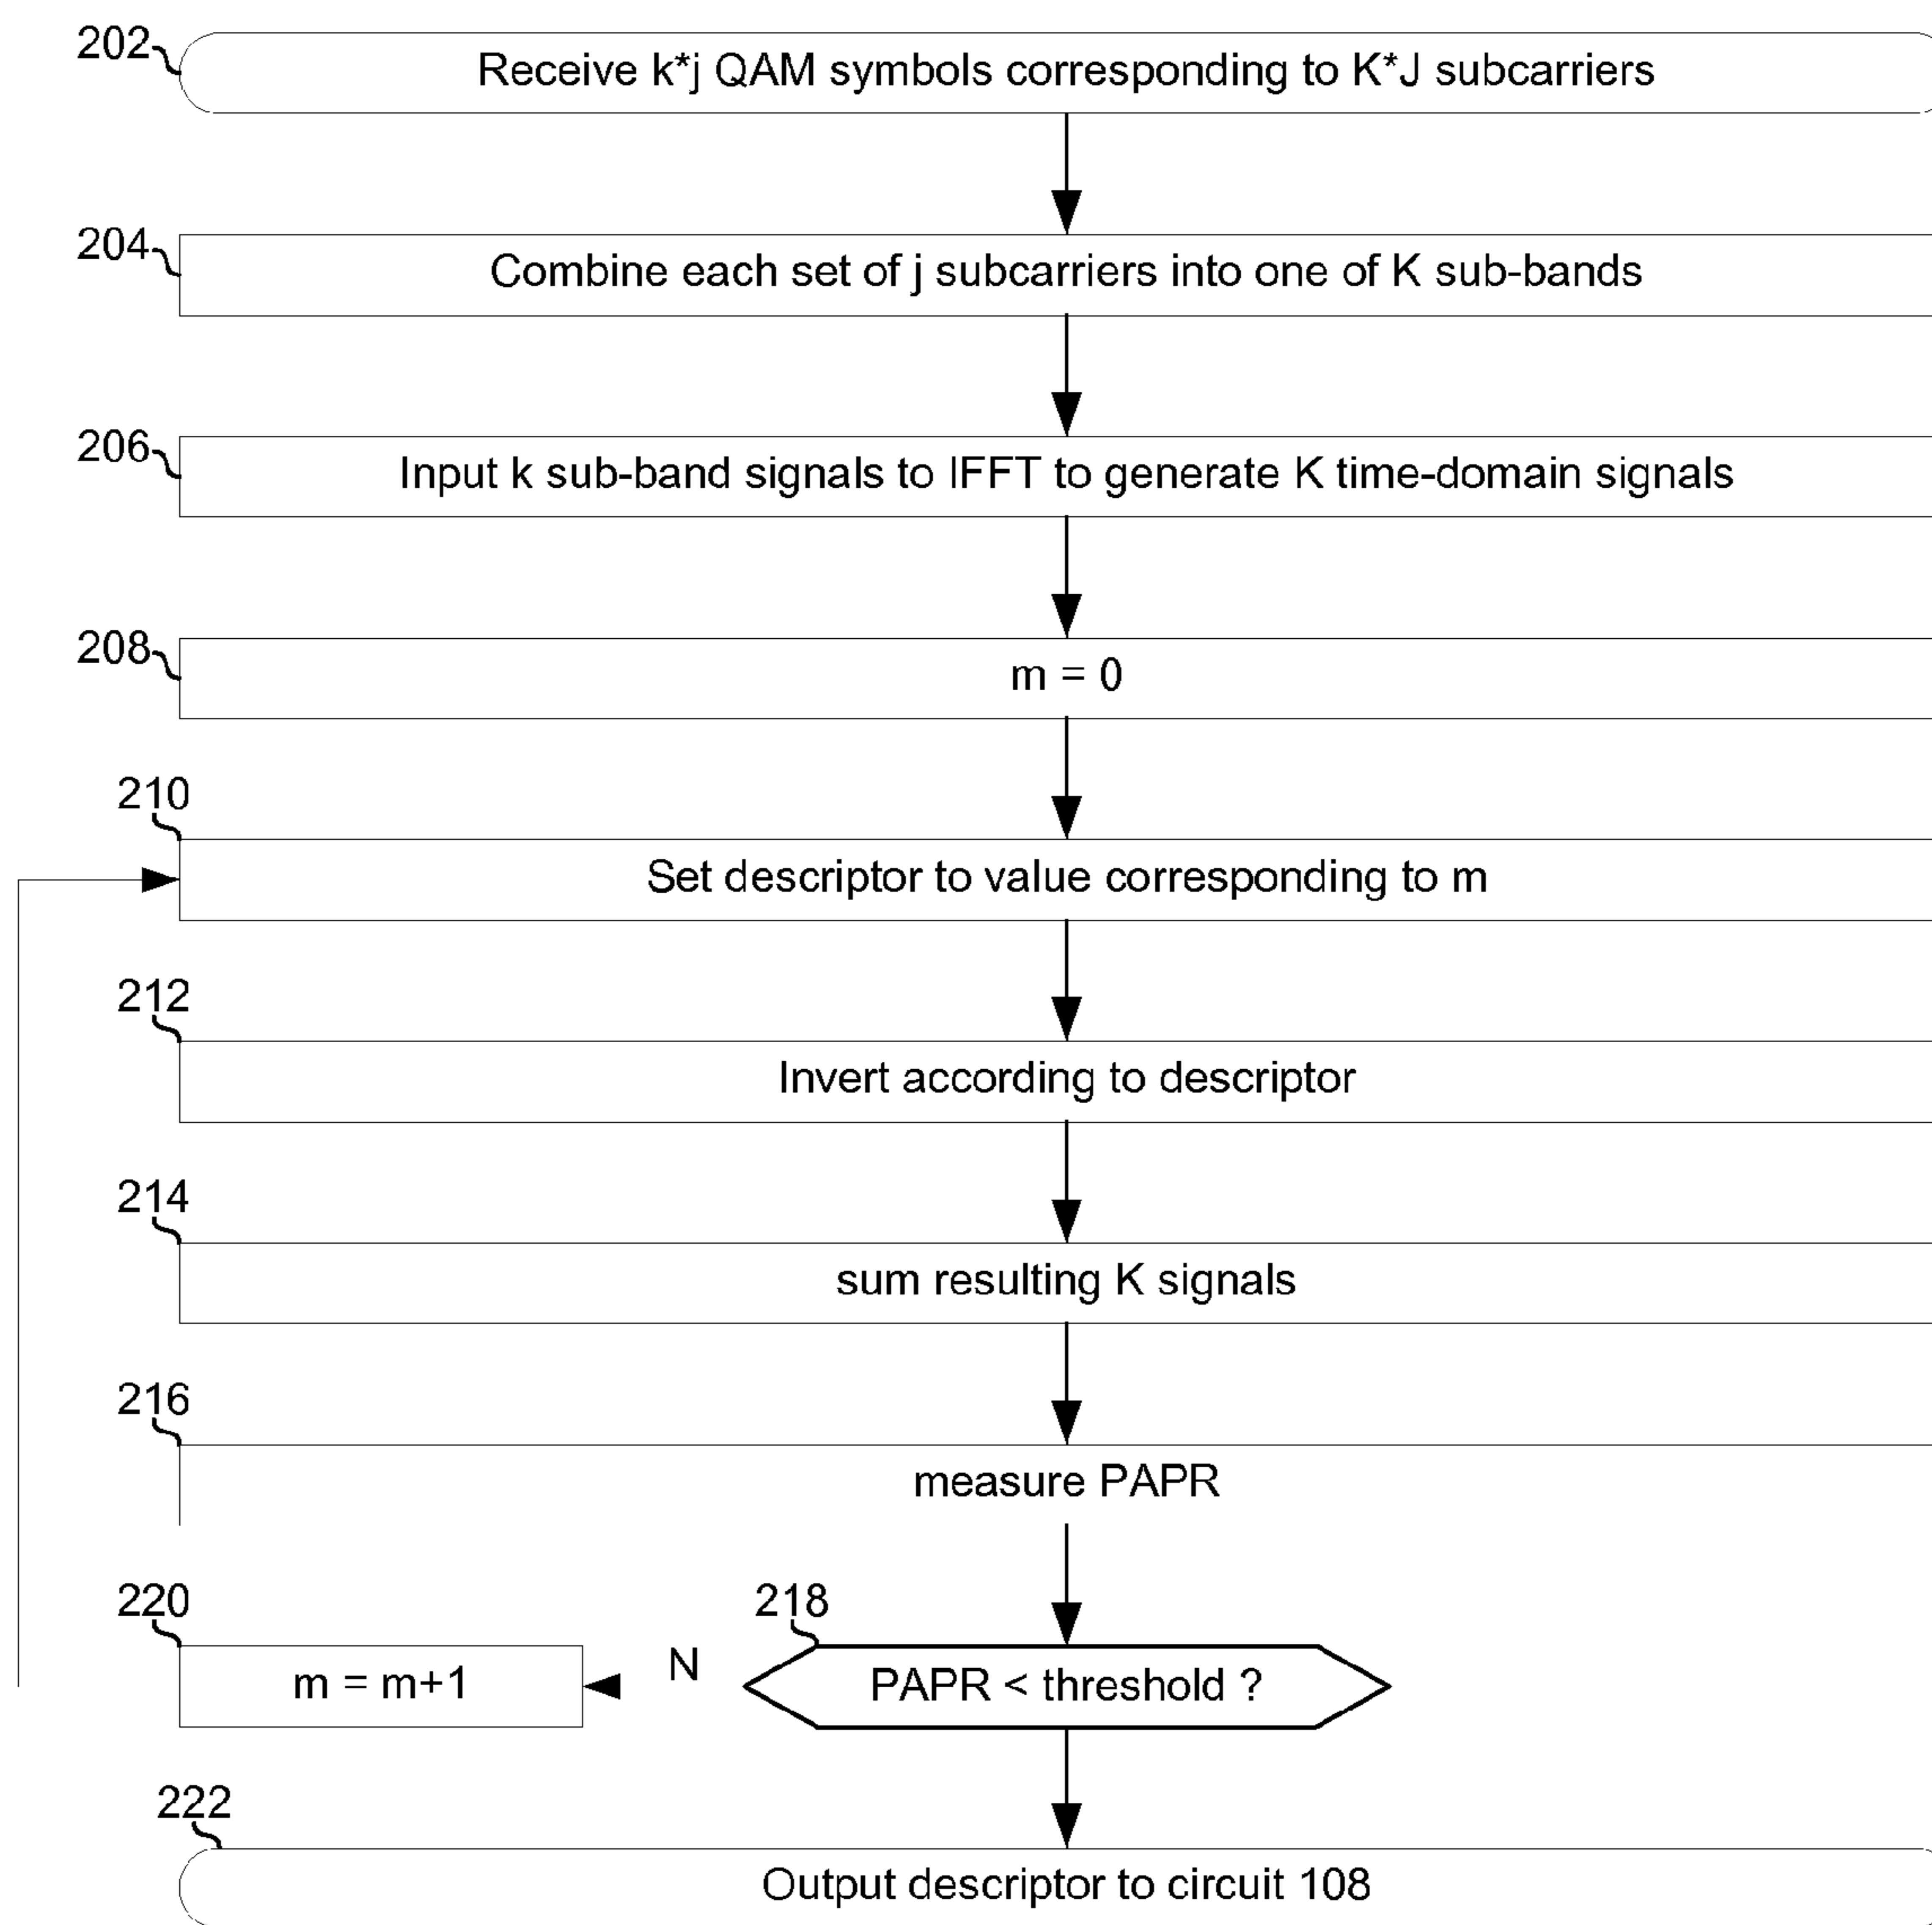 202
Receive k*j QAM symbols corresponding to K*J subcarriers
204
Combine each set of j subcarriers into one of K sub-bands
206
Input k sub-band signals to IFFT to generate K time-domain signals
208
m = 0
210
Set descriptor to value corresponding to m
212
Invert according to descriptor
214
sum resulting K signals
216
measure PAPR
220
218
m = m+1
N
PAPR < threshold ?
222
Output descriptor to circuit 108